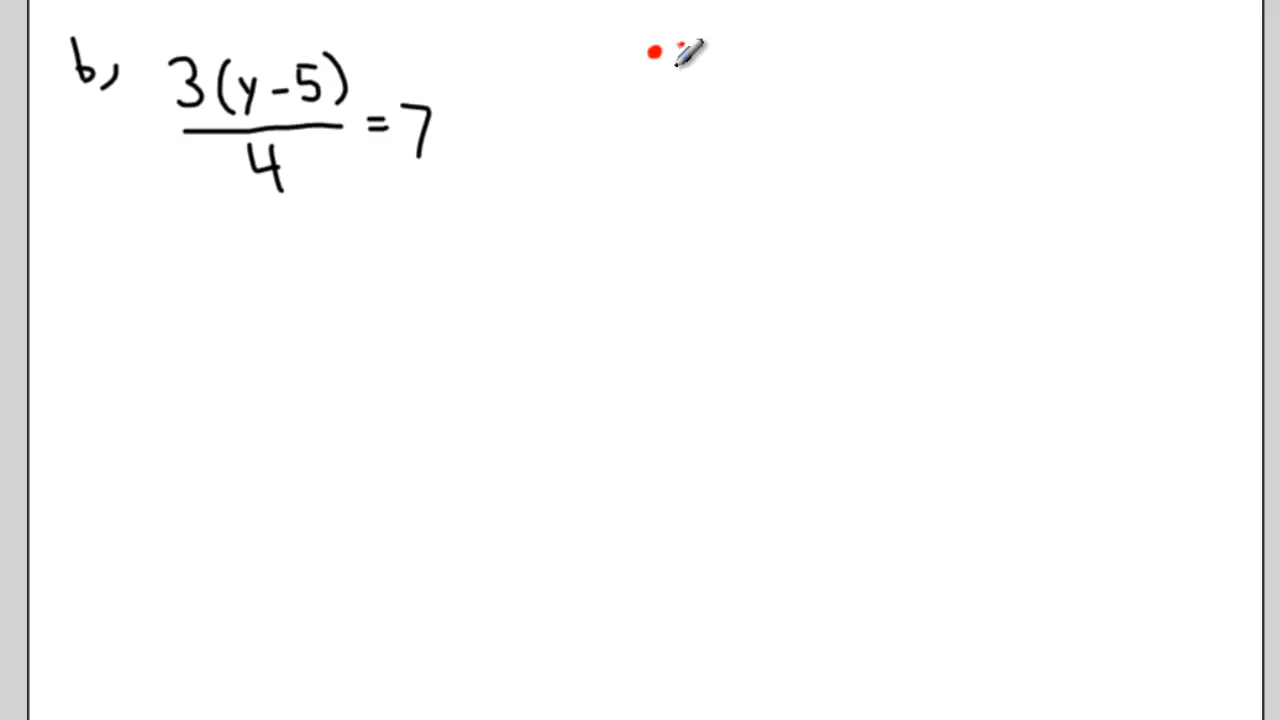 b, 3(y-5)
= 7
4